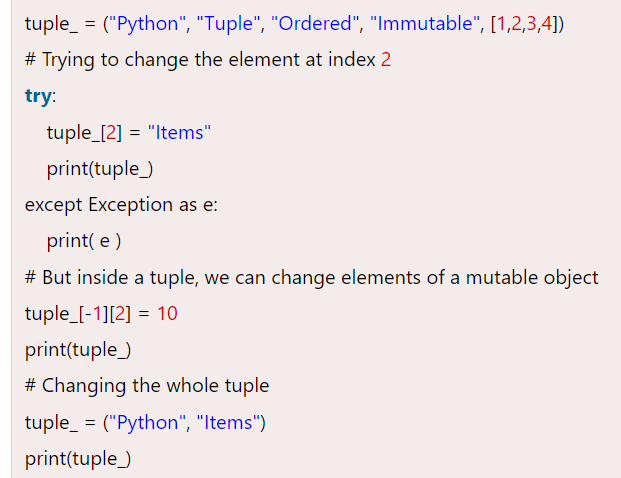 tuple_ = ("Python", "Tuple", "Ordered", "Immutable", [1,2,3,4])
# Trying to change the element at index 2
try:
    tuple_[2] = "Items"
    print(tuple_)
except Exception as e:
    print( e )
# But inside a tuple, we can change elements of a mutable object
tuple_[-1][2] = 10
print(tuple_)
# Changing the whole tuple
tuple_ = ("Python", "Items")
print(tuple_)